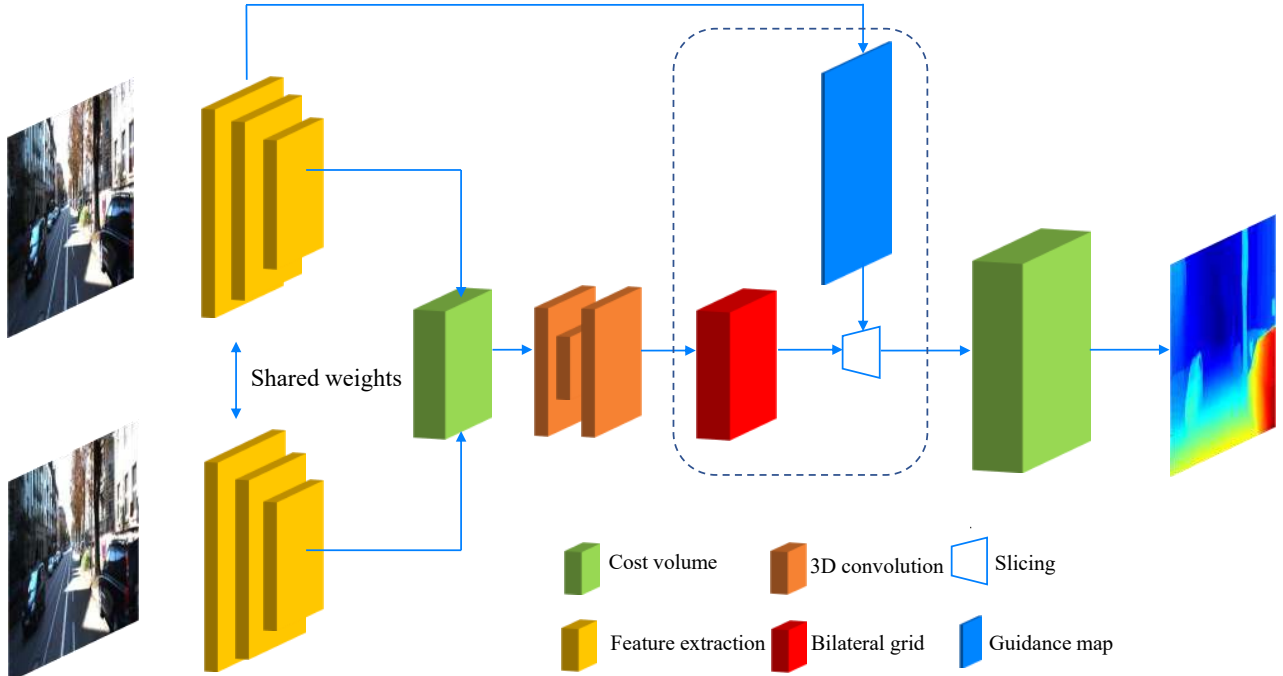 Shared weights
Cost volume
3D convolution
Slicing
Feature extraction
Bilateral grid
Guidance map